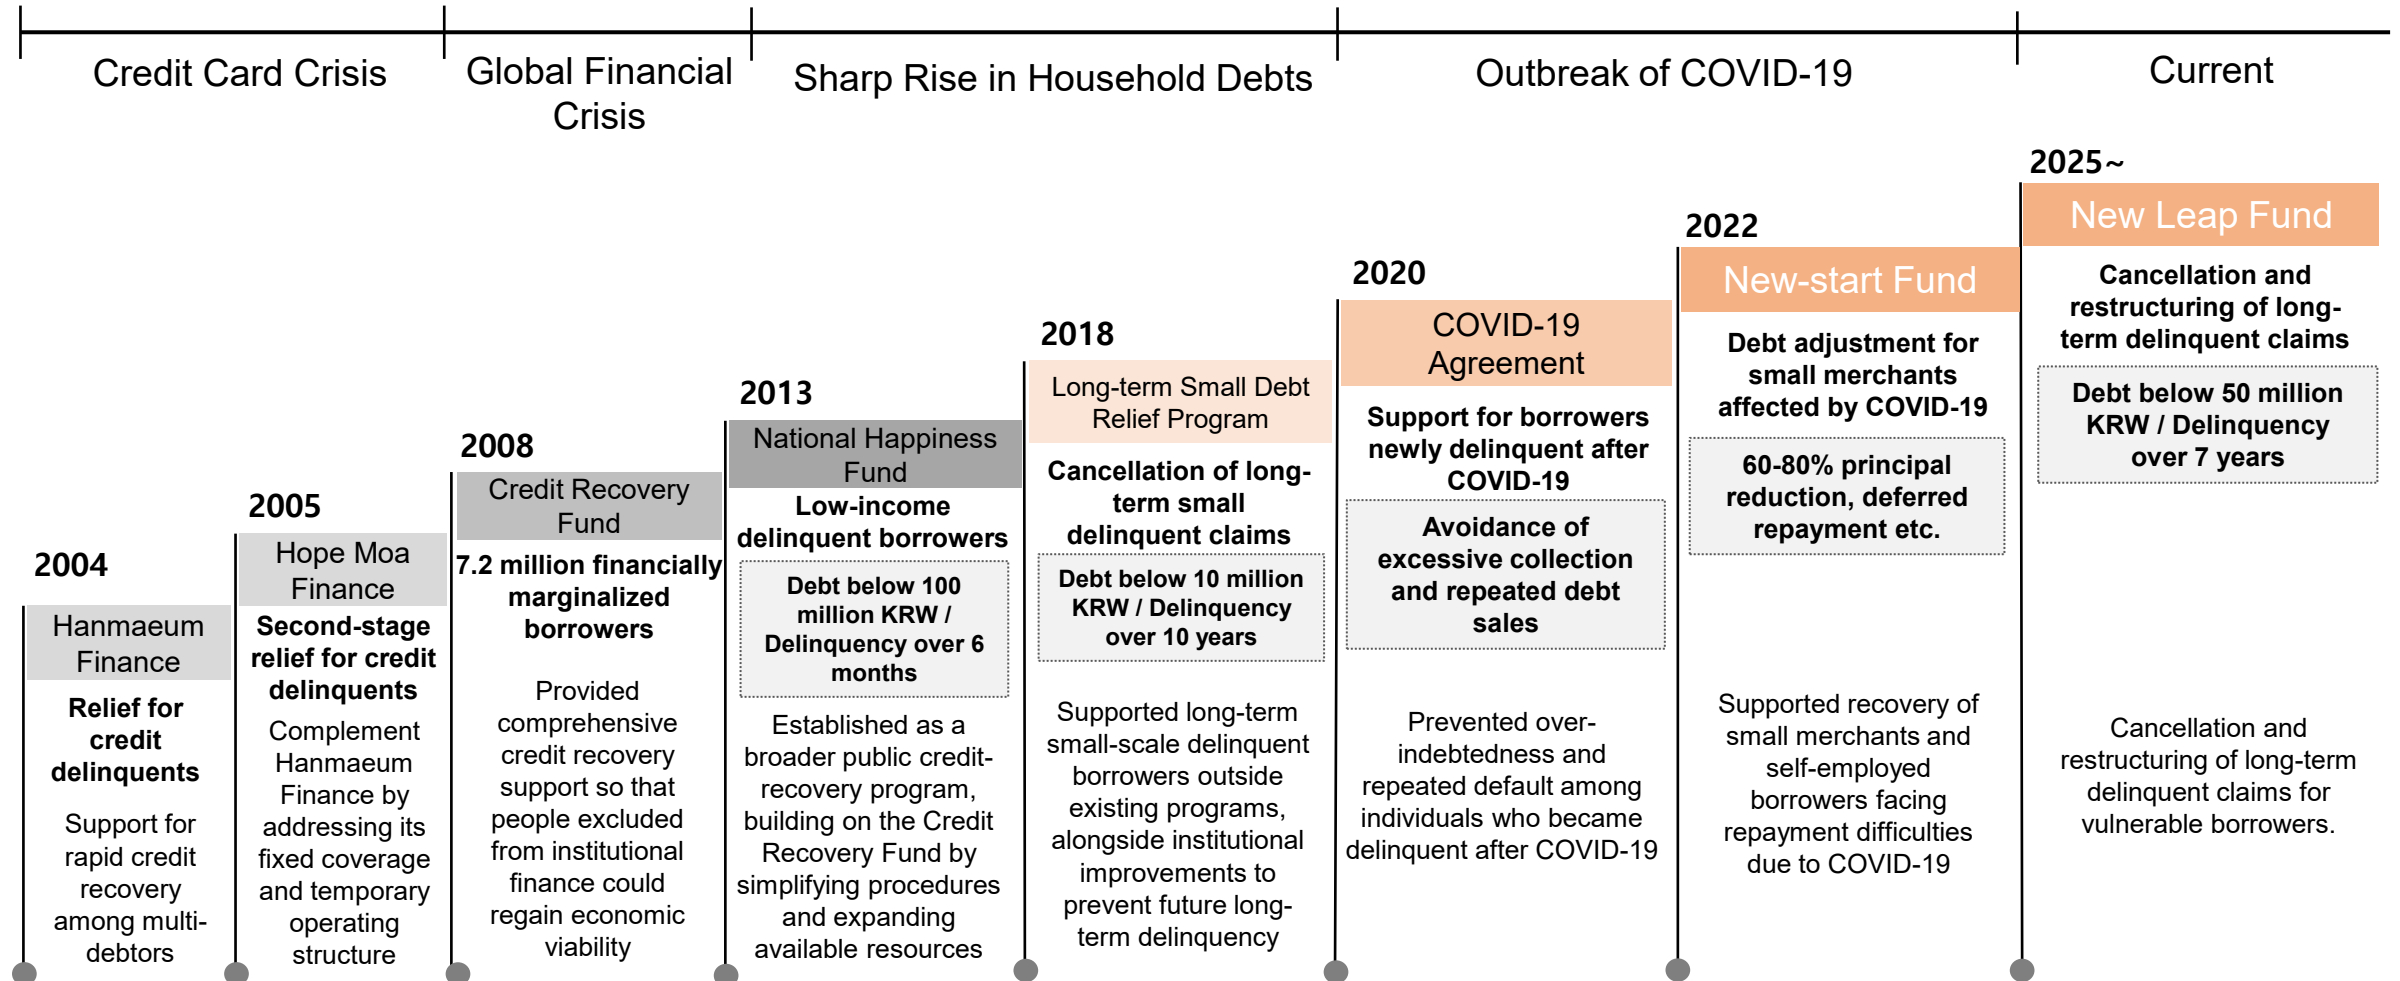 Credit Card Crisis
Global Financial
Crisis
Sharp Rise in Household Debts
Outbreak of COVID-19
Current
2004
Hanmaeum
Finance
Relief for
credit
delinquents
Support for
rapid credit
recovery
among multi-
debtors
2005
Hope Moa
Finance
Second-stage
relief for credit
delinquents
Complement
Hanmaeum
Finance by
addressing its
fixed coverage
and temporary
operating
structure
2008
Credit Recovery
Fund
7.2 million financially
marginalized
borrowers
Provided
comprehensive
credit recovery
support so that
people excluded
from institutional
finance could
regain economic
viability
2013
National Happiness
Fund
Low-income
delinquent borrowers
Debt below 100
million KRW /
Delinquency over 6
months
Established as a
broader public credit-
recovery program,
building on the Credit
Recovery Fund by
simplifying procedures
and expanding
available resources
2018
Long-term Small Debt
Relief Program
Cancellation of long-
term small
delinquent claims
Debt below 10 million
KRW / Delinquency
over 10 years
Supported long-term
small-scale delinquent
borrowers outside
existing programs,
alongside institutional
improvements to
prevent future long-
term delinquency
2020
COVID-19
Agreement
Support for borrowers
newly delinquent after
COVID-19
Avoidance of
excessive collection
and repeated debt
sales
Prevented over-
indebtedness and
repeated default among
individuals who became
delinquent after COVID-19
2022
New-start Fund
Debt adjustment for
small merchants
affected by COVID-19
60-80% principal
reduction, deferred
repayment etc.
Supported recovery of
small merchants and
self-employed
borrowers facing
repayment difficulties
due to COVID-19
2025~
New Leap Fund
Cancellation and
restructuring of long-
term delinquent claims
Debt below 50 million
KRW / Delinquency
over 7 years
Cancellation and
restructuring of long-term
delinquent claims for
vulnerable borrowers.